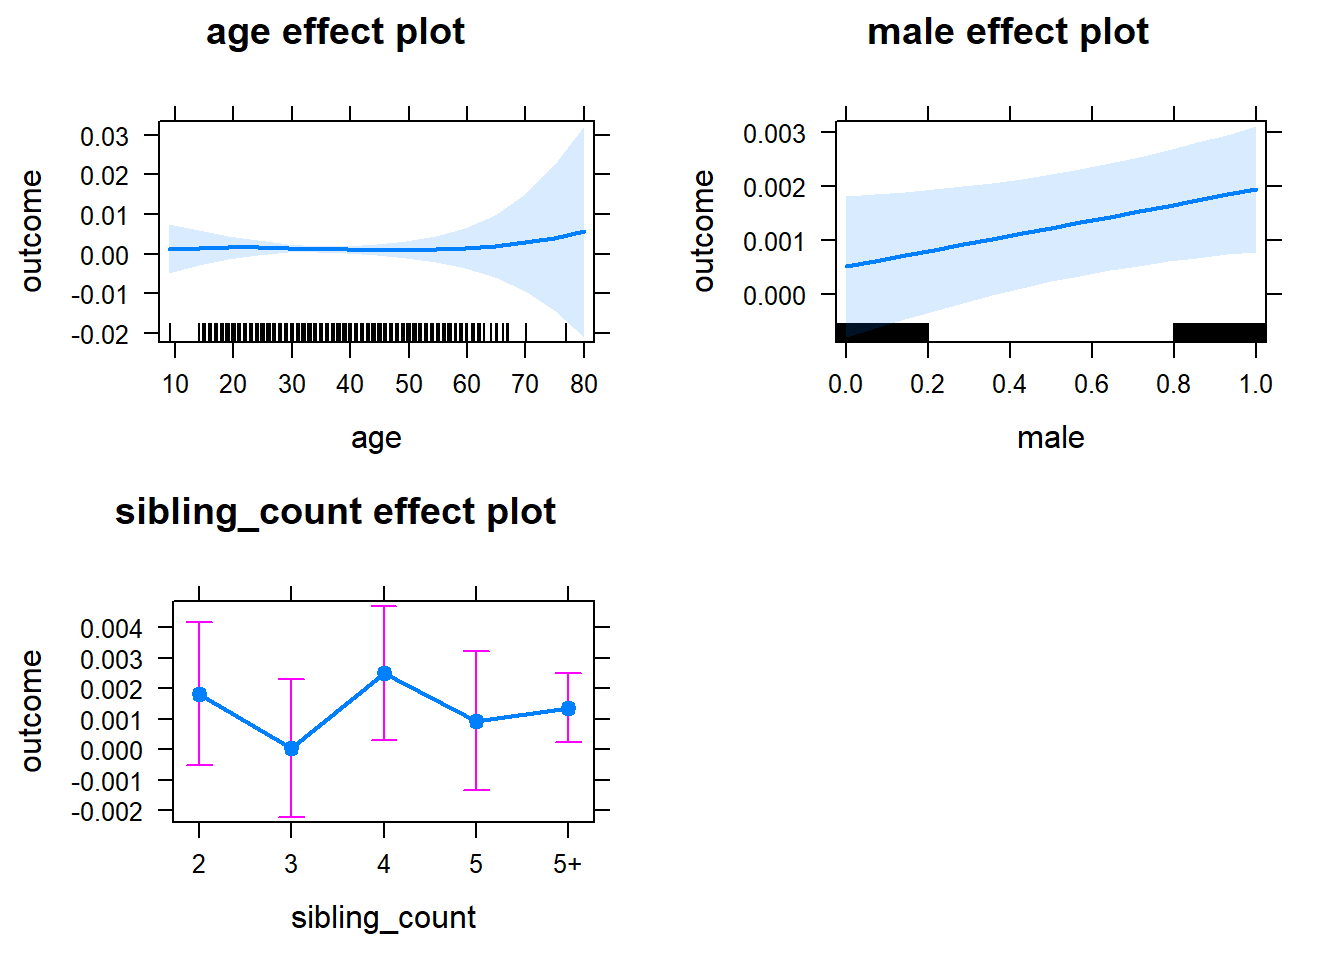 age effect plot
outcome
0.03
0.02
0.01
0.00
-0.01
-0.02
10 20 30 40 50 60 70 80
age
male effect plot
outcome
0.003
0.002
0.001
0.000
0.0 0.2 0.4 0.6 0.8 1.0
male
sibling_count effect plot
outcome
0.004
0.003
0.002
0.001
0.000
-0.001
-0.002
2 3 4 5 5+
sibling_count